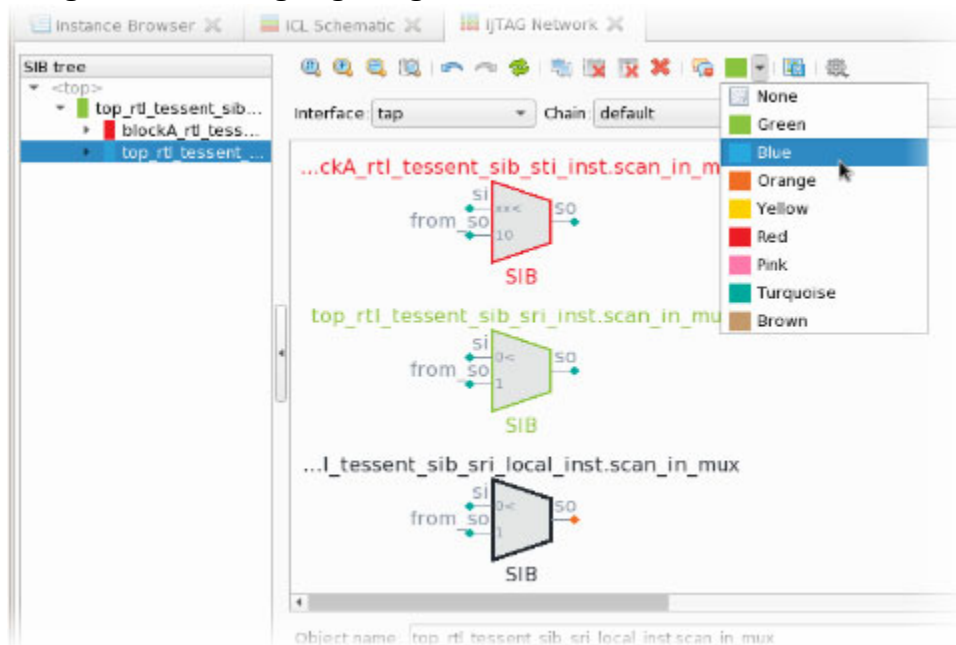 Instance Browser ICL Schematic IJTAG Network
SIB tree
<top>
top_rtl_tessent_sib...
blockA_rtl_tess...
top_rtl_tessent_...
Interface: tap Chain: default
None
Green
Blue
Orange
Yellow
Red
Pink
Turquoise
Brown
...ckA_rtl_tessent_sib_sti_inst.scan_in_m
si
xx<
so
from_so
10
SIB
top_rtl_tessent_sib_sri_inst.scan_in_mu
si
0<
so
from_so
1
SIB
...l_tessent_sib_sri_local_inst.scan_in_mux
si
0<
so
from_so
1
SIB
Object name: top_rtl_tessent_sib_sri_local_inst.scan_in_mux